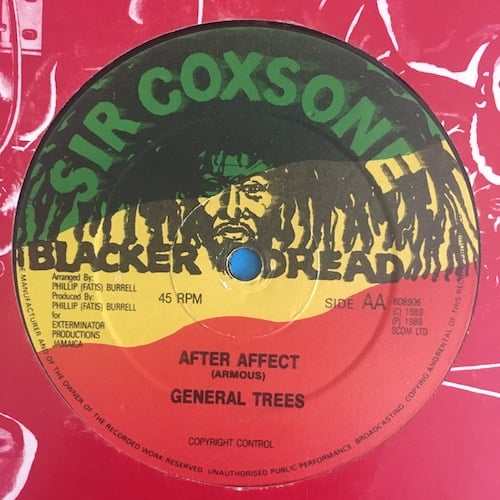 SIR COXSONE
BLACKER DREAD
Arranged By:
PHILLIP (FATIS) BURRELL
Produced By:
PHILLIP (FATIS) BURRELL
for
EXTERMINATOR
PRODUCTIONS
JAMAICA
45 RPM
SIDE AA
BD8906
(C) 1989
(P) 1989
SCOM LTD
AFTER AFFECT
(ARMOUS)
GENERAL TREES
COPYRIGHT CONTROL
MANUFACTURER AND OF THE OWNER OF THE RECORDED WORK RESERVED. UNAUTHORISED PUBLIC PERFORMANCE, BROADCASTING, COPYING AND RENTAL OF THIS